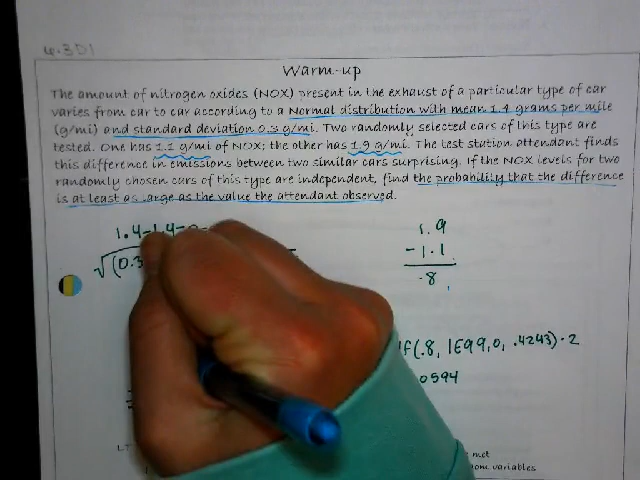 6.3D1
Warm-up
The amount of nitrogen oxides (NOX) present in the exhaust of a particular type of car
varies from car to car according to a Normal distribution with mean 1.4 grams per mile
(g/mi) and standard deviation 0.3 g/mi. Two randomly selected cars of this type are
tested. One has 1.1 g/mi of NOX; the other has 1.9 g/mi. The test station attendant finds
this difference in emissions between two similar cars surprising. If the NOX levels for two
randomly chosen cars of this type are independent, find the probability that the difference
is at least as large as the value the attendant observed.
1.4-1.4=0
√(0.3
1.9
-1.1
.8
f(.8, 1E99, 0, .4243)·2
0594
met
variables